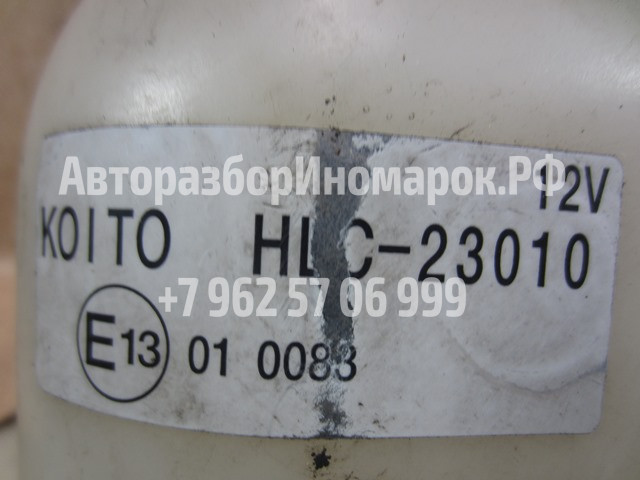 АвторазборИномарок.РФ
12V
KOITO HLC-23010
+7 962 57 06 999
E13 01 0083